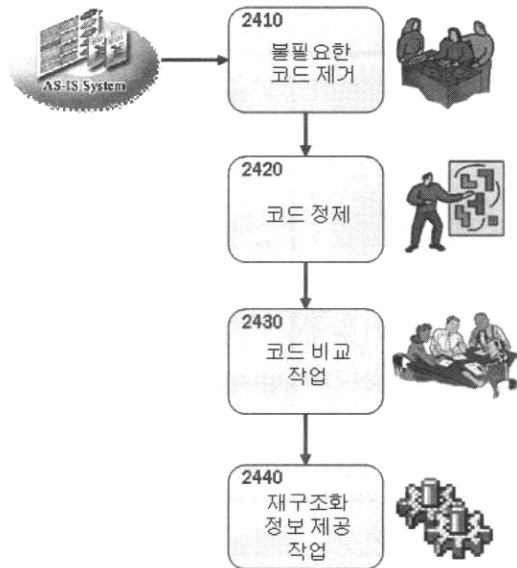 2410
불필요한
코드 제거
AS-IS System
2420
코드 정제
2430
코드 비교
작업
2440
재구조화
정보 제공
작업